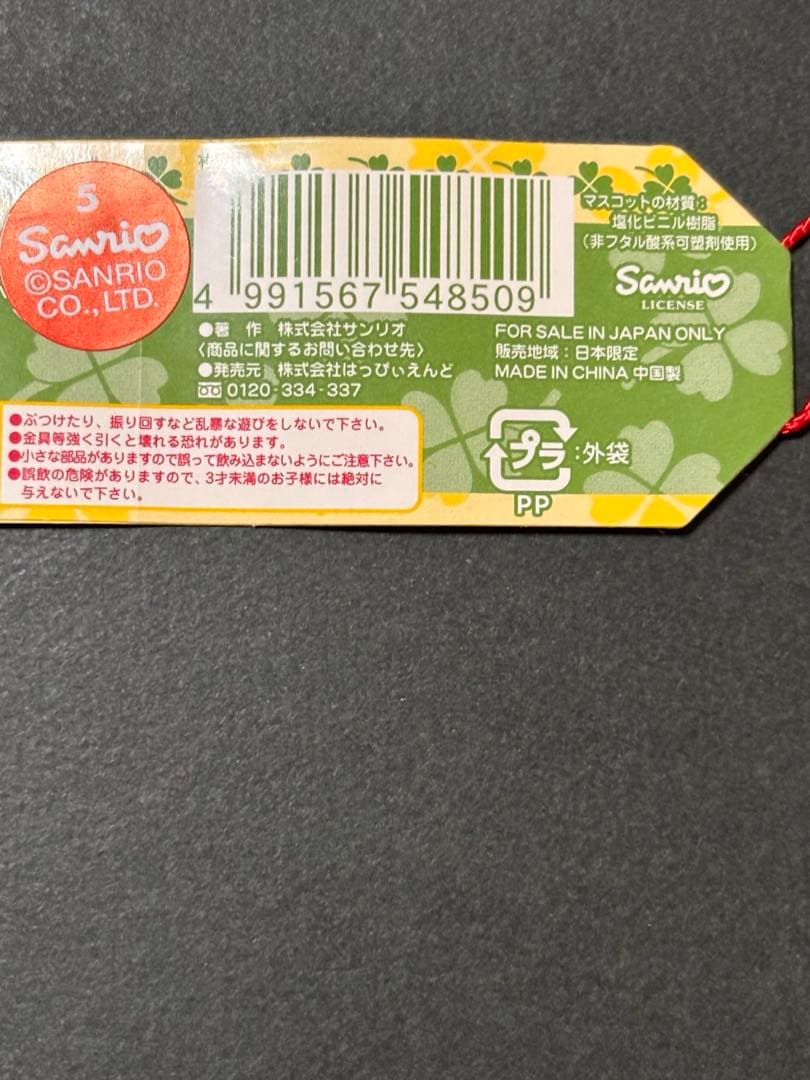 5
Sanrio
©SANRIO
CO., LTD.
4 991567 548509
マスコットの材質：
塩化ビニル樹脂
（非フタル酸系可塑剤使用）
Sanrio
LICENSE
●著　作　株式会社サンリオ
〈商品に関するお問い合わせ先〉
●発売元　株式会社はっぴぃえんど
0120-334-337
FOR SALE IN JAPAN ONLY
販売地域：日本限定
MADE IN CHINA 中国製
●ぶつけたり、振り回すなど乱暴な遊びをしないで下さい。
●金具等強く引くと壊れる恐れがあります。
●小さな部品がありますので誤って飲み込まないようにご注意下さい。
●誤飲の危険がありますので、3才未満のお子様には絶対に
与えないで下さい。
プラ：外袋
PP